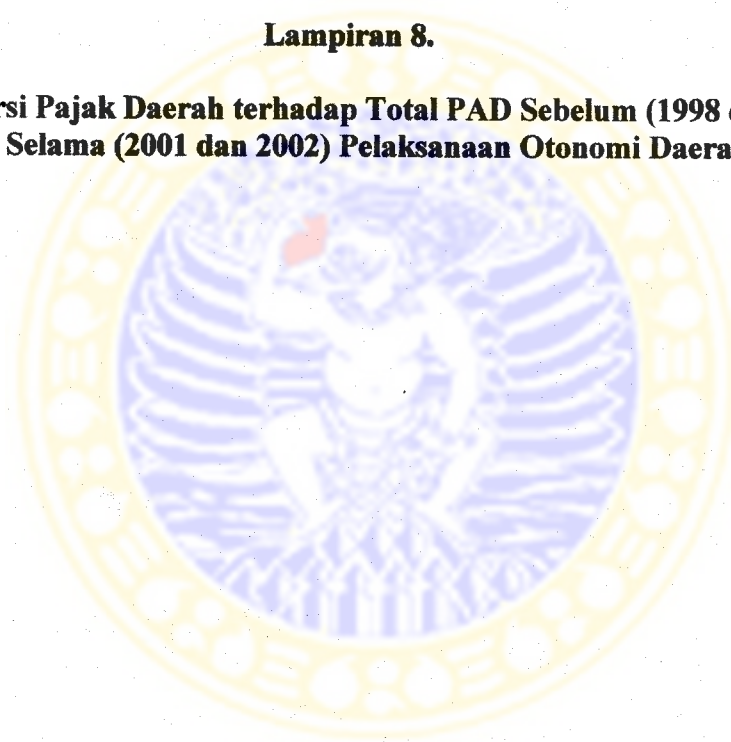 Lampiran 8.
rsi Pajak Daerah terhadap Total PAD Sebelum (1998
Selama (2001 dan 2002) Pelaksanaan Otonomi Daera